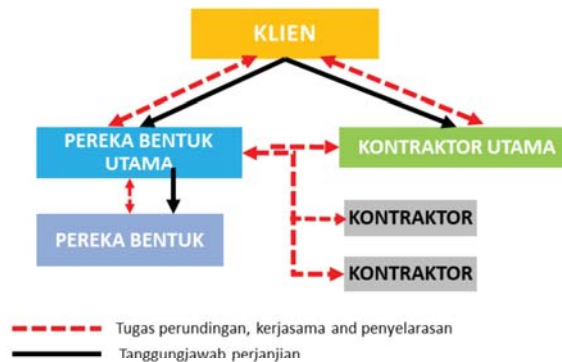 KLIEN
PEREKA BENTUK
UTAMA
KONTRAKTOR UTAMA
PEREKA BENTUK
KONTRAKTOR
KONTRAKTOR
Tugas perundingan, kerjasama and penyelarasan
Tanggungjawab perjanjian